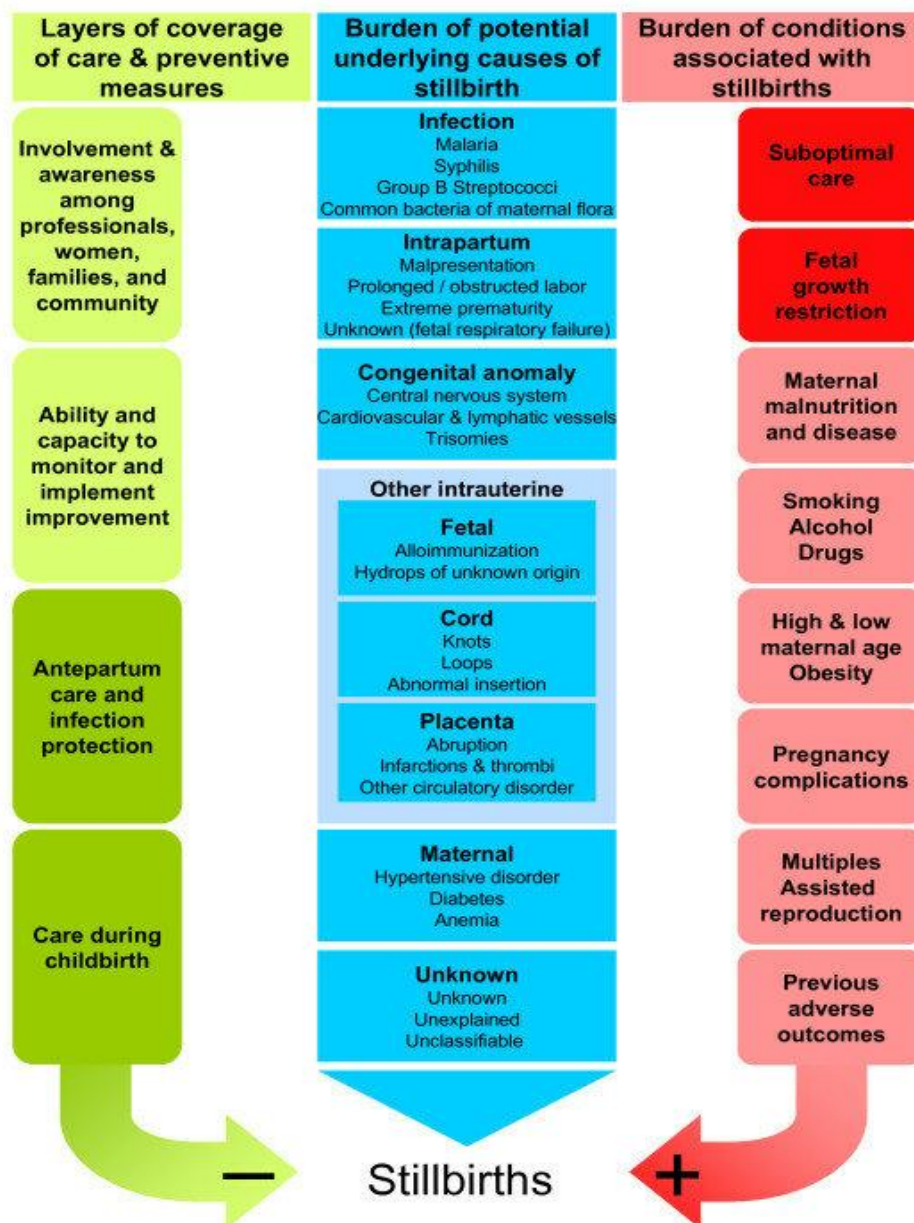 Layers of coverage
of care & preventive
measures
Involvement &
awareness
among
professionals,
women,
families, and
community
Ability and
capacity to
monitor and
implement
improvement
Antepartum
care and
infection
protection
Care during
childbirth
Burden of potential
underlying causes of
stillbirth
Infection
Malaria
Syphilis
Group B Streptococci
Common bacteria of maternal flora
Intrapartum
Malpresentation
Prolonged / obstructed labor
Extreme prematurity
Unknown (fetal respiratory failure)
Congenital anomaly
Central nervous system
Cardiovascular & lymphatic vessels
Trisomies
Other intrauterine
Fetal
Alloimmunization
Hydrops of unknown origin
Cord
Knots
Loops
Abnormal insertion
Placenta
Abruption
Infarctions & thrombi
Other circulatory disorder
Maternal
Hypertensive disorder
Diabetes
Anemia
Unknown
Unknown
Unexplained
Unclassifiable
Burden of conditions
associated with
stillbirths
Suboptimal
care
Fetal
growth
restriction
Maternal
malnutrition
and disease
Smoking
Alcohol
Drugs
High & low
maternal age
Obesity
Pregnancy
complications
Multiples
Assisted
reproduction
Previous
adverse
outcomes
− Stillbirths +